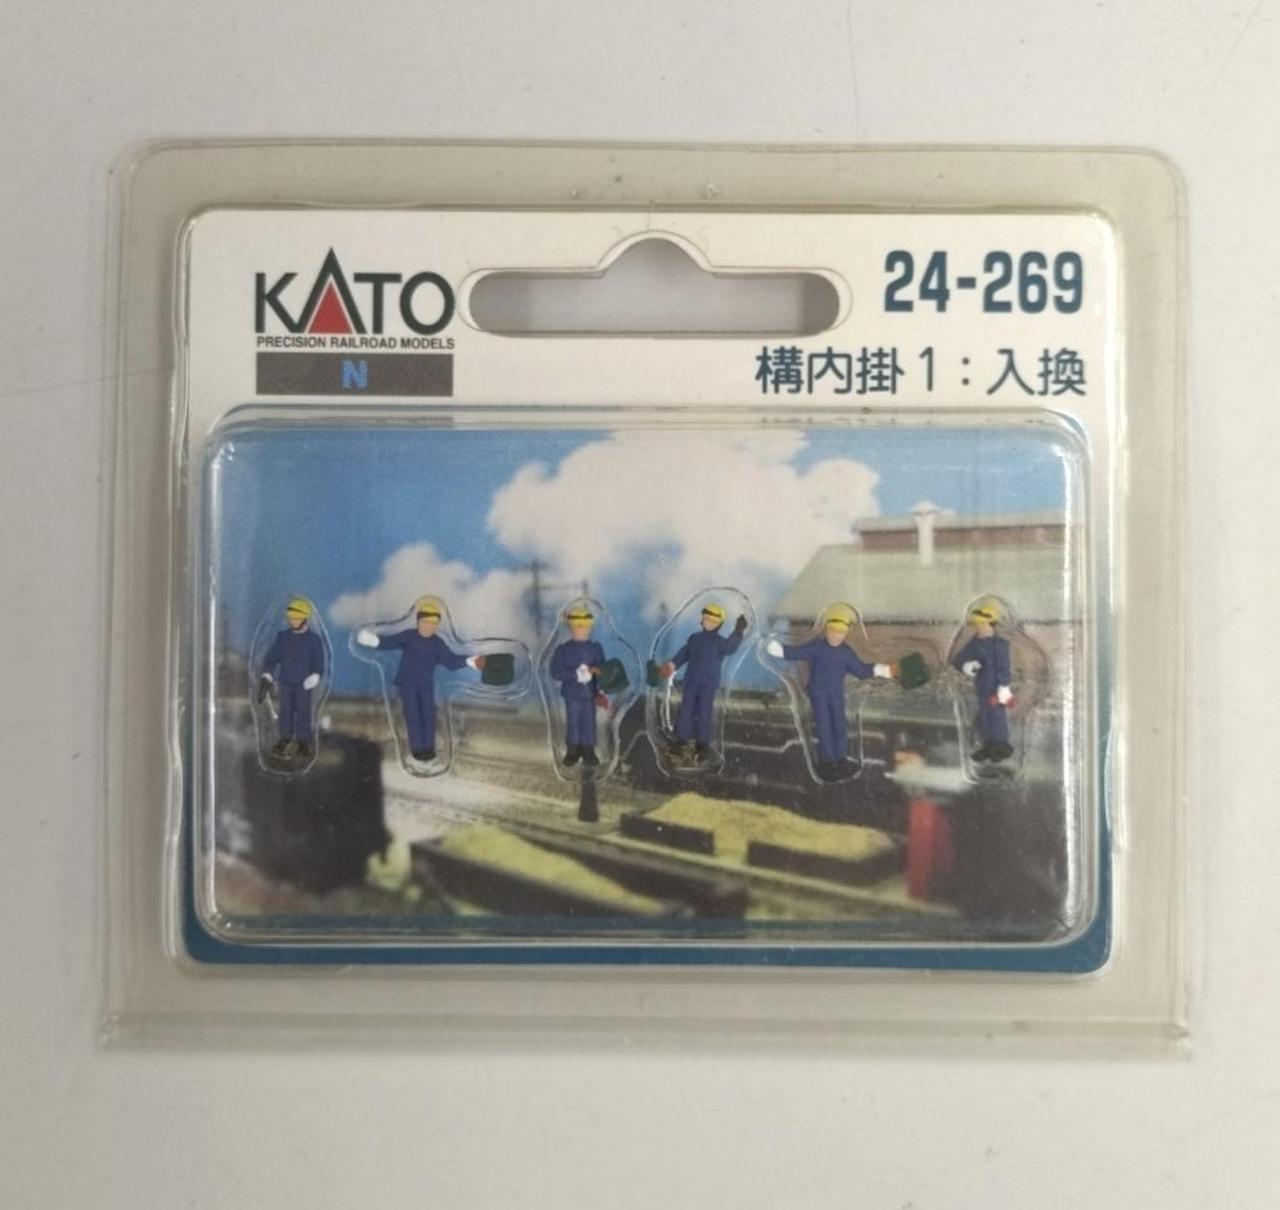 KATO
PRECISION RAILROAD MODELS
N
24-269
構内掛1:入換